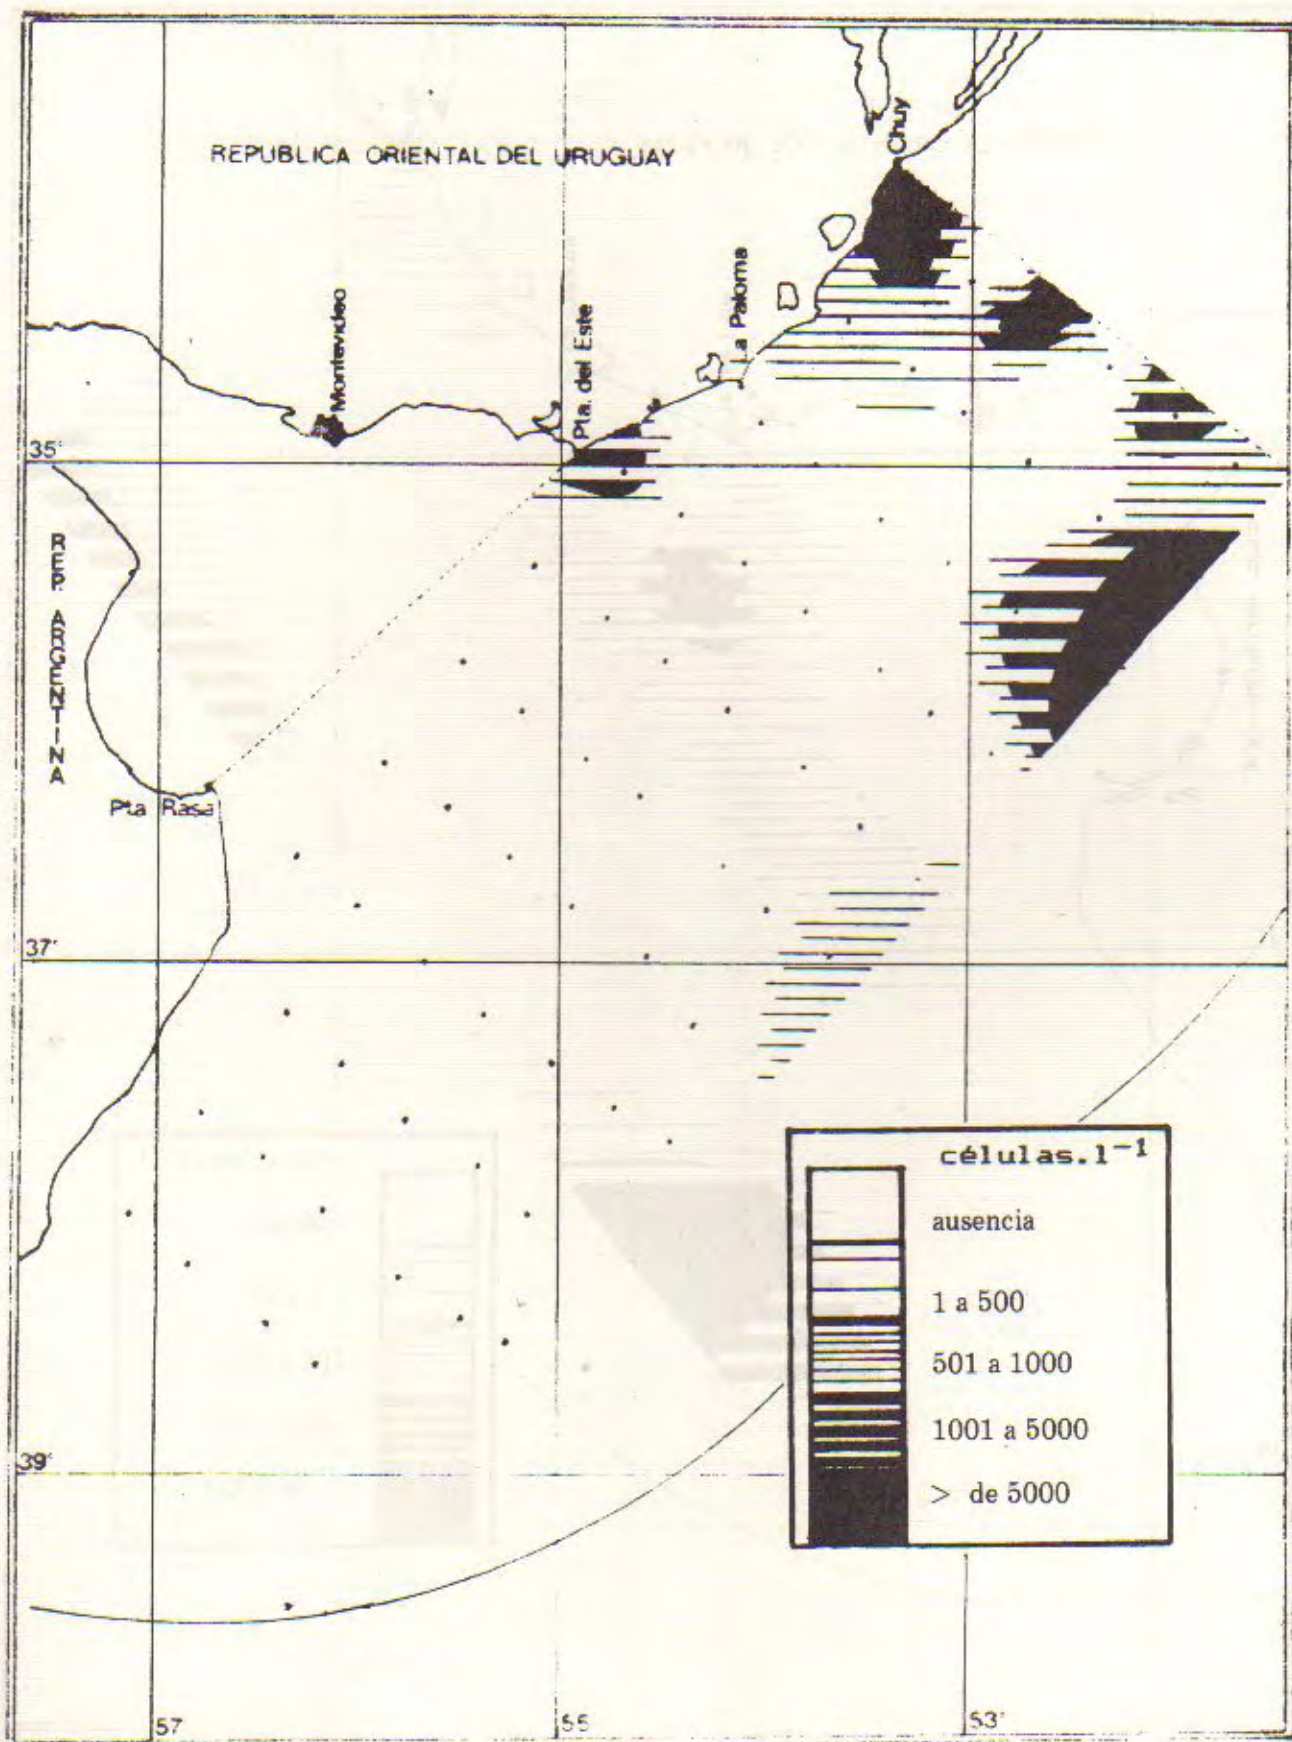 REPUBLICA ORIENTAL DEL URUGUAY
Chuy
La Paloma
Pta. del Este
Montevideo
35°
REP. ARGENTINA
Pta Rasa
37°
células.l⁻¹
ausencia
1 a 500
501 a 1000
1001 a 5000
> de 5000
39°
57
55
53°